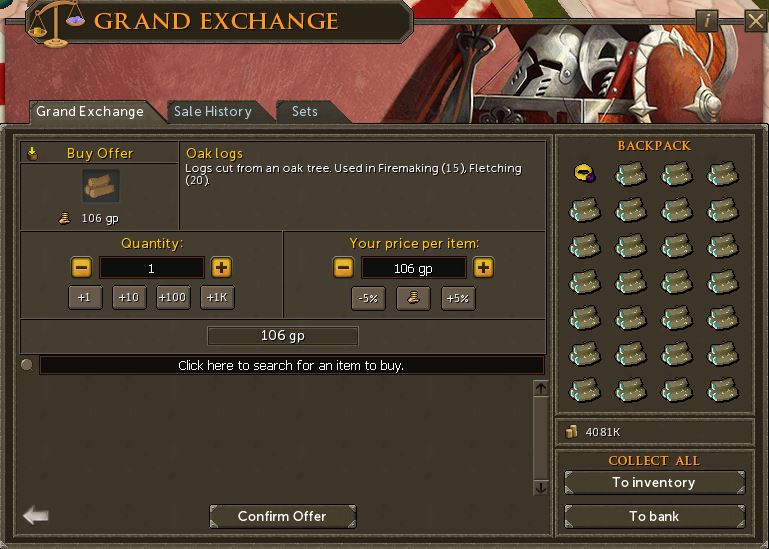 GRAND EXCHANGE
i
Grand Exchange
Sale History
Sets
Buy Offer
106 gp
Oak logs
Logs cut from an oak tree. Used in Firemaking (15), Fletching
(20).
Quantity:
1
+1
+10
+100
+1K
Your price per item:
106 gp
-5%
+5%
106 gp
Click here to search for an item to buy.
Confirm Offer
BACKPACK
4081K
COLLECT ALL
To inventory
To bank